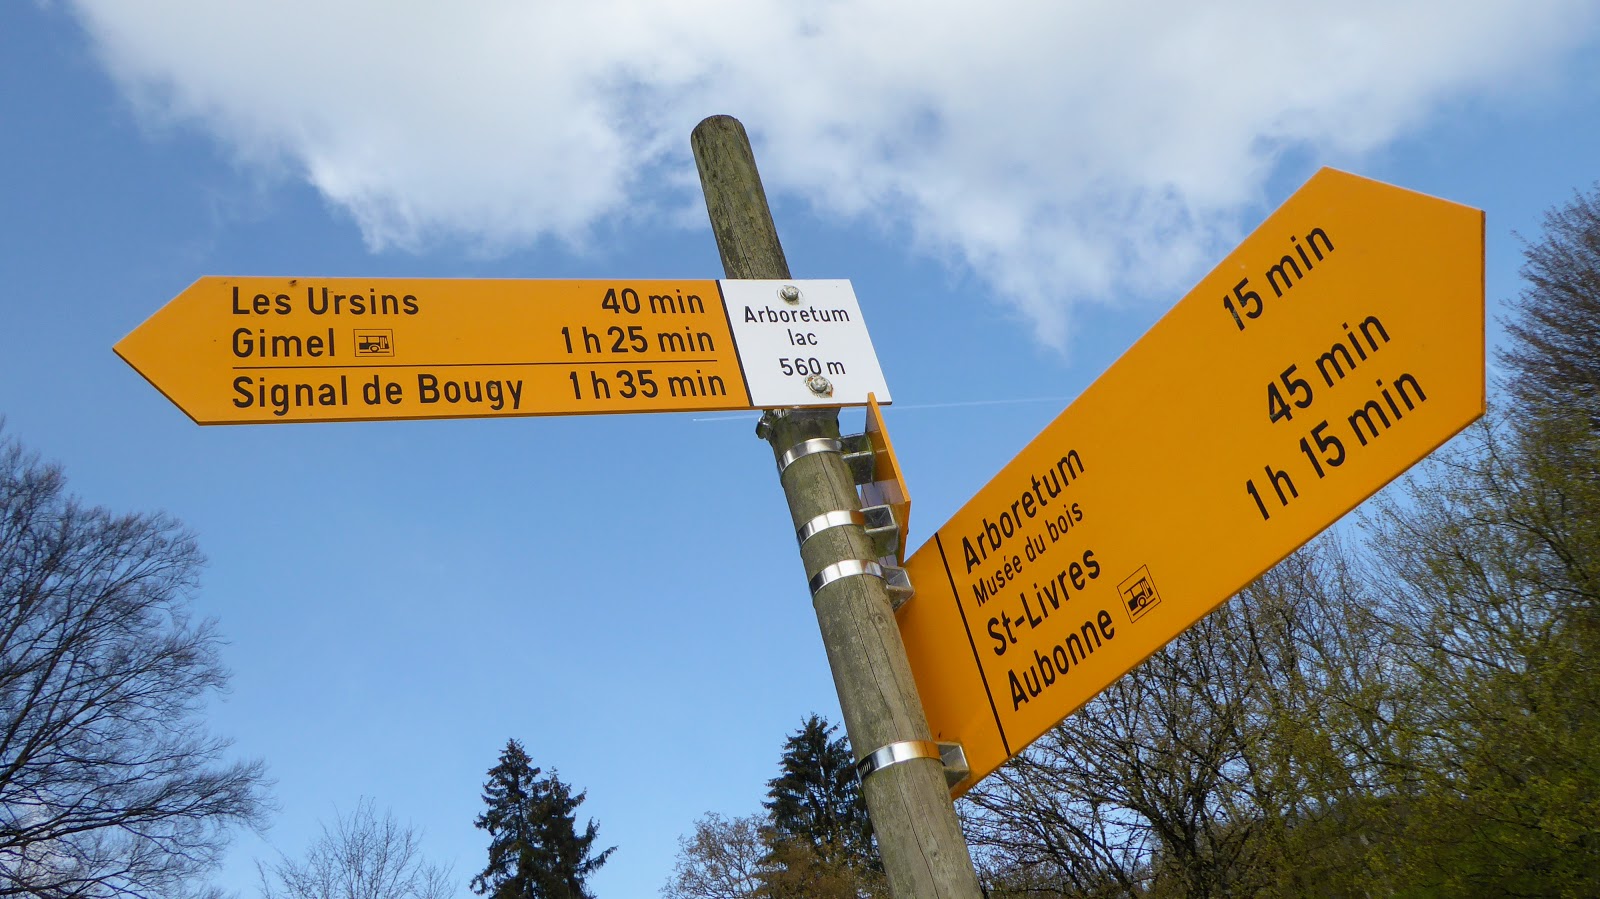 Les Ursins 40 min
Gimel 1 h 25 min
Signal de Bougy 1 h 35 min
Arboretum
lac
560 m
Arboretum 15 min
Musée du bois
St-Livres 45 min
Aubonne 1 h 15 min